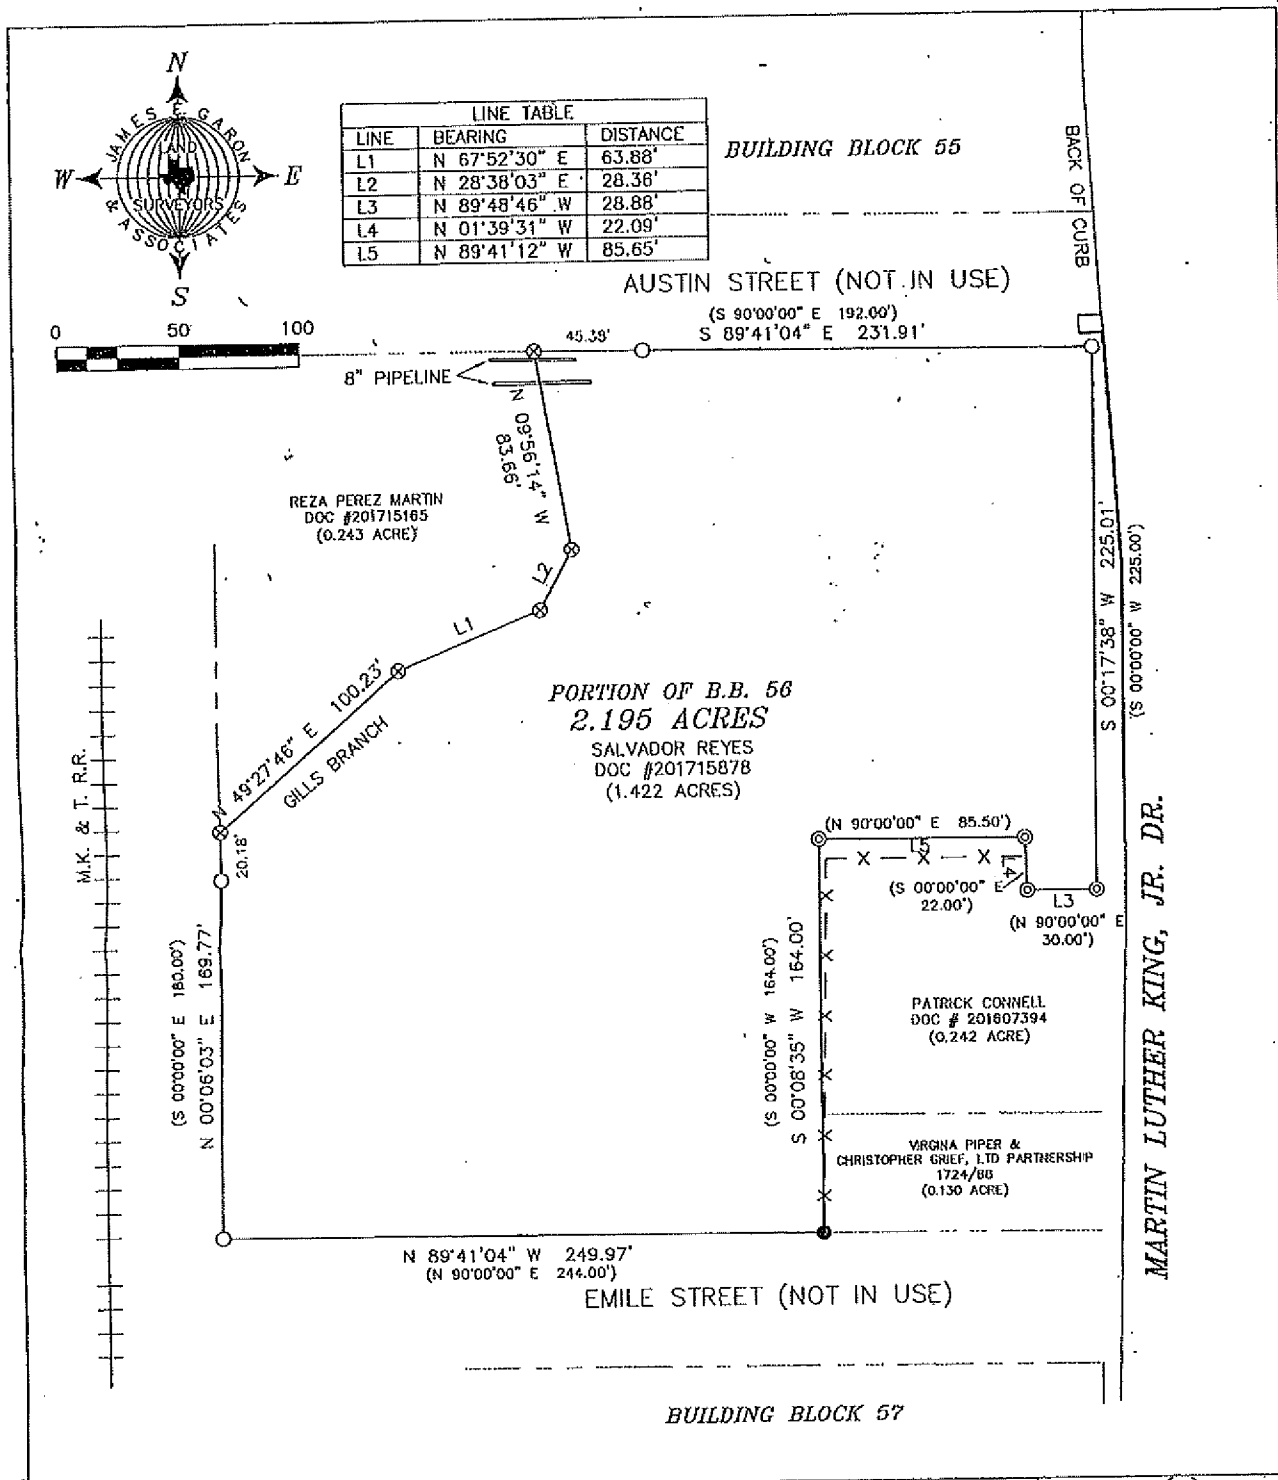 N
W
E
S
JAMES E. GARON
LAND
SURVEYORS
& ASSOCIATES
LINE TABLE
LINE BEARING DISTANCE
L1 N 67°52'30" E 63.88'
L2 N 28°38'03" E 28.36'
L3 N 89°48'46" W 28.88'
L4 N 01°39'31" W 22.09'
L5 N 89°41'12" W 85.65'
BUILDING BLOCK 55
BACK OF CURB
AUSTIN STREET (NOT IN USE)
(S 90°00'00" E 192.00')
S 89°41'04" E 231.91'
45.39'
0 50 100
8" PIPELINE
N 09°56'14" W
83.66'
REZA PEREZ MARTIN
DOC #201715165
(0.243 ACRE)
L2
L1
S 00°17'38" W 225.01'
(S 00°00'00" W 225.00')
N 49°27'46" E 100.23'
GILLS BRANCH
PORTION OF B.B. 56
2.195 ACRES
SALVADOR REYES
DOC #201715878
(1.422 ACRES)
M.K. & T. R.R.
20.18'
(N 90°00'00" E 85.50')
L5
L4
(S 00°00'00" E
22.00')
L3
(N 90°00'00" E
30.00')
(S 00°00'00" E 180.00')
N 00°06'03" E 169.77'
(S 00°00'00" W 164.00')
S 00°08'35" W 164.00'
PATRICK CONNELL
DOC # 201607394
(0.242 ACRE)
VIRGINA PIPER &
CHRISTOPHER GRIEF, LTD PARTNERSHIP
1724/88
(0.130 ACRE)
MARTIN LUTHER KING, JR. DR.
N 89°41'04" W 249.97'
(N 90°00'00" E 244.00')
EMILE STREET (NOT IN USE)
BUILDING BLOCK 57